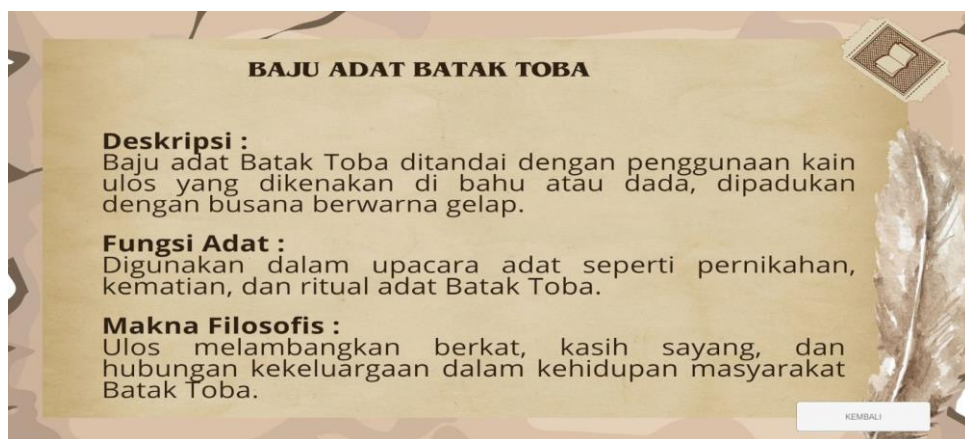 BAJU ADAT BATAK TOBA
Deskripsi :
Baju adat Batak Toba ditandai dengan penggunaan kain
ulos yang dikenakan di bahu atau dada, dipadukan
dengan busana berwarna gelap.
Fungsi Adat :
Digunakan dalam upacara adat seperti pernikahan,
kematian, dan ritual adat Batak Toba.
Makna Filosofis :
Ulos melambangkan berkat, kasih sayang, dan
hubungan kekeluargaan dalam kehidupan masyarakat
Batak Toba.
KEMBALI